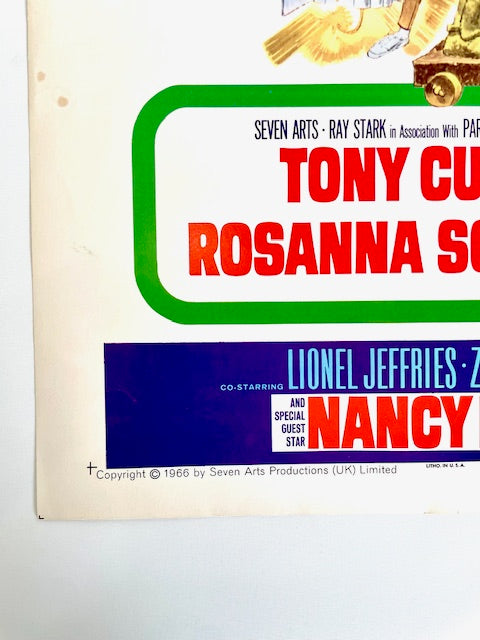 SEVEN ARTS · RAY STARK in Association With PAR
TONY CU
ROSANNA SC
CO-STARRING LIONEL JEFFRIES · Z
AND
SPECIAL
GUEST
STAR
NANCY
Copyright © 1966 by Seven Arts Productions (UK) Limited
LITHO. IN U.S.A.